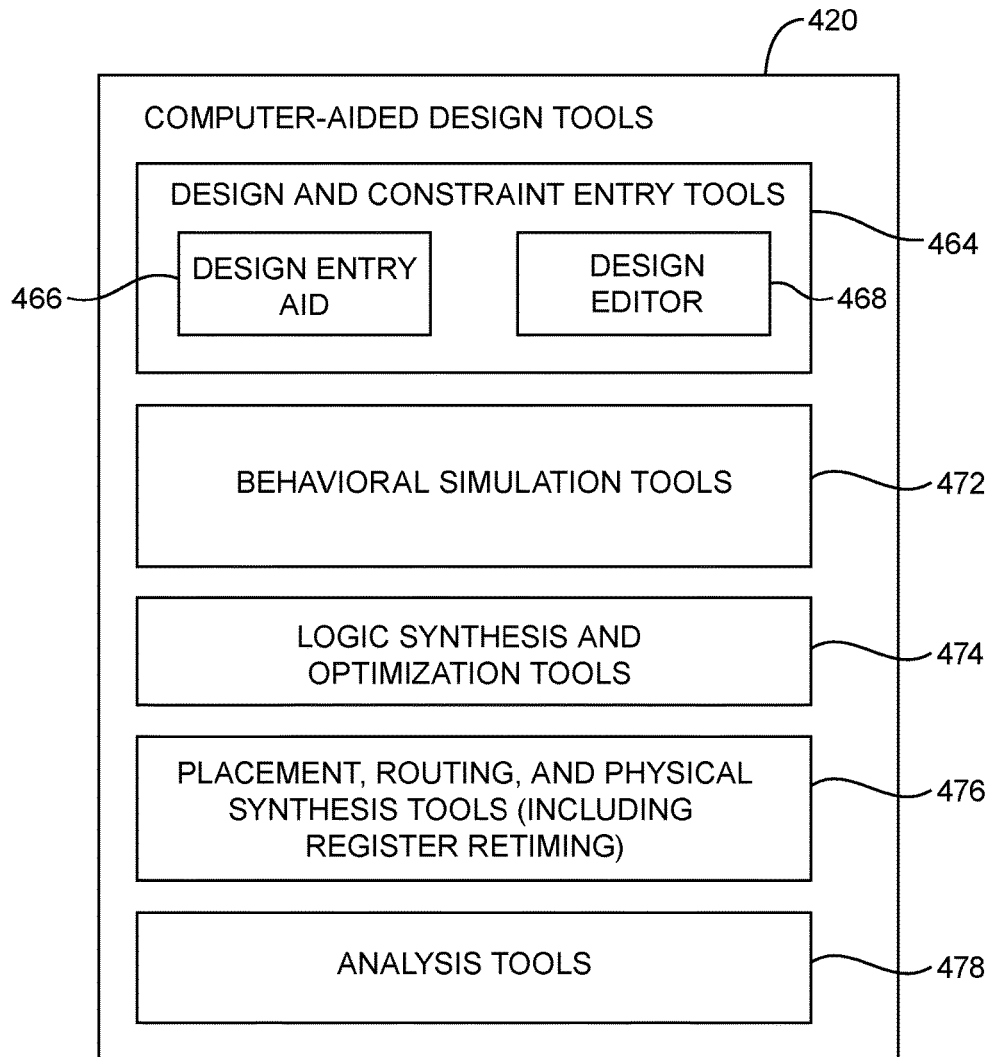 420
COMPUTER-AIDED DESIGN TOOLS
DESIGN AND CONSTRAINT ENTRY TOOLS
464
466
DESIGN ENTRY
AID
DESIGN
EDITOR
468
BEHAVIORAL SIMULATION TOOLS
472
LOGIC SYNTHESIS AND
OPTIMIZATION TOOLS
474
PLACEMENT, ROUTING, AND PHYSICAL
SYNTHESIS TOOLS (INCLUDING
REGISTER RETIMING)
476
ANALYSIS TOOLS
478